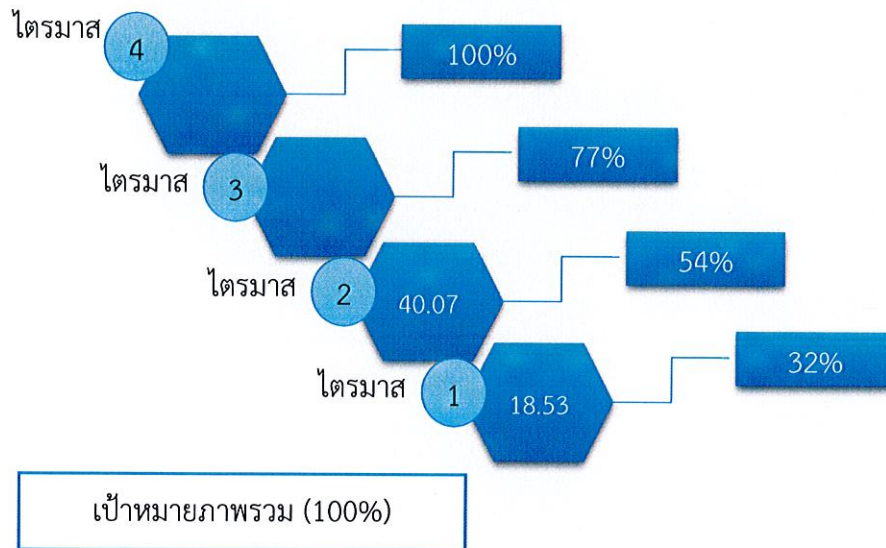 ไตรมาส
4
100%
ไตรมาส
3
77%
ไตรมาส
2
40.07
54%
ไตรมาส
1
18.53
32%
เป้าหมายภาพรวม (100%)